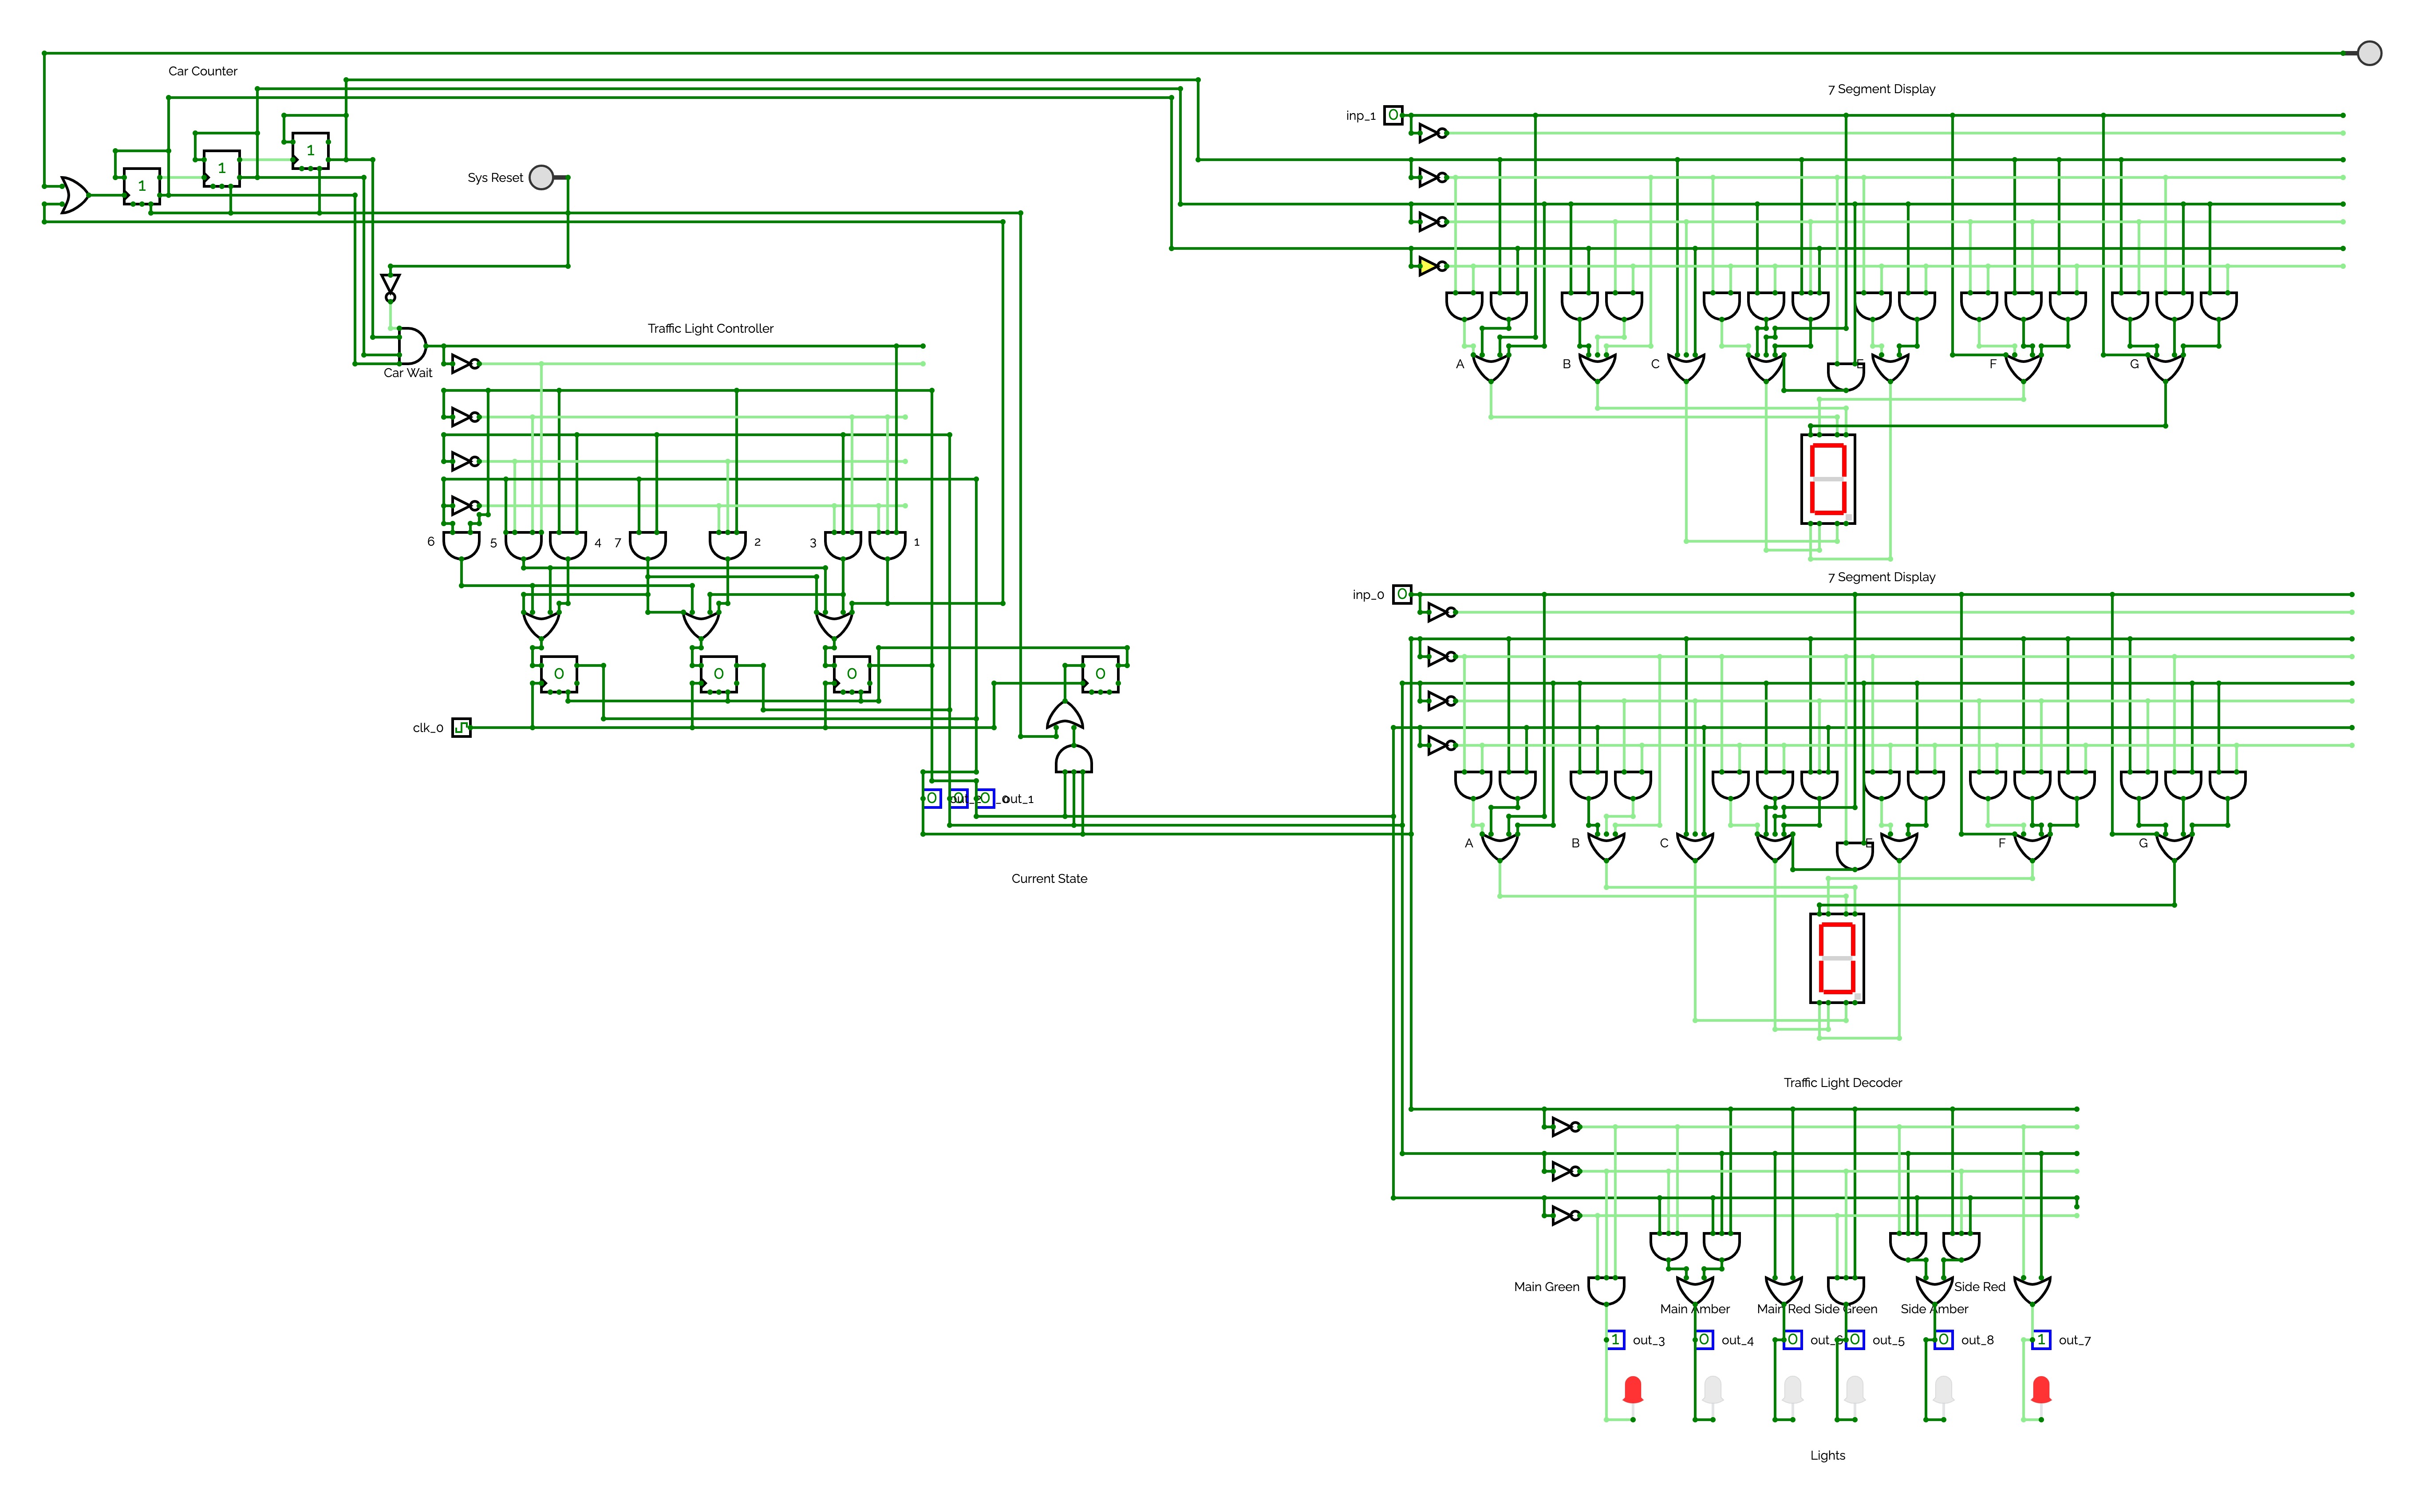 Car Counter
7 Segment Display
inp_1
0
1
1
1
Sys Reset
Traffic Light Controller
Car Wait
A
B
C
E
F
G
6
5
4
7
2
3
1
7 Segment Display
inp_0
0
0
0
0
0
clk_0
0
0
0
out_1
A
B
C
E
F
G
Current State
Traffic Light Decoder
Main Green
Side Red
Main Amber
Main Red
Side Green
Side Amber
1
out_3
0
out_4
0
0
out_5
0
out_8
1
out_7
Lights